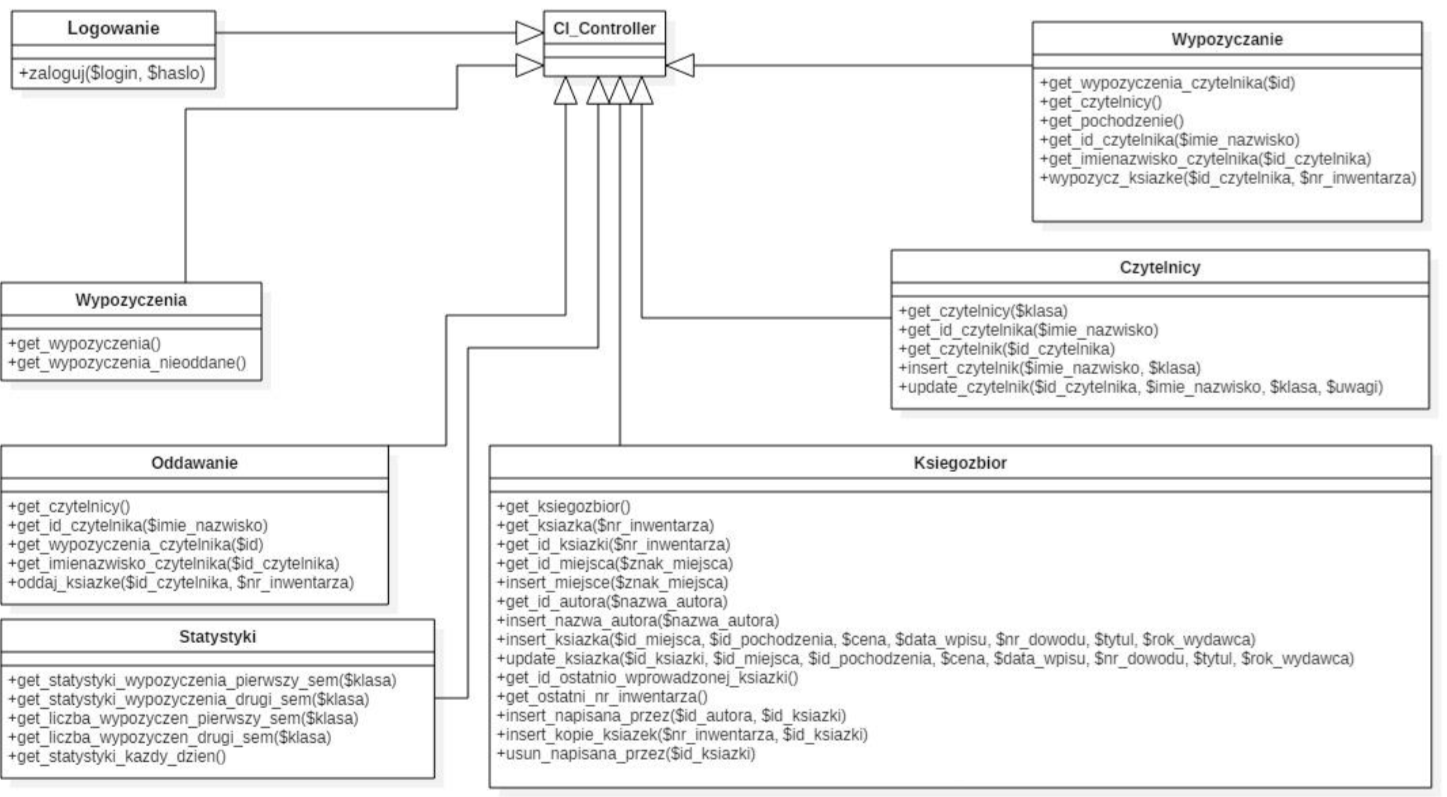 Logowanie
+zaloguj($login, $haslo)
CI_Controller
Wypozyczanie
+get_wypozyczenia_czytelnika($id)
+get_czytelnicy()
+get_pochodzenie()
+get_id_czytelnika($imie_nazwisko)
+get_imienazwisko_czytelnika($id_czytelnika)
+wypozycz_ksiazke($id_czytelnika, $nr_inwentarza)
Wypozyczenia
+get_wypozyczenia()
+get_wypozyczenia_nieoddane()
Czytelnicy
+get_czytelnicy($klasa)
+get_id_czytelnika($imie_nazwisko)
+get_czytelnik($id_czytelnika)
+insert_czytelnik($imie_nazwisko, $klasa)
+update_czytelnik($id_czytelnika, $imie_nazwisko, $klasa, $uwagi)
Oddawanie
+get_czytelnicy()
+get_id_czytelnika($imie_nazwisko)
+get_wypozyczenia_czytelnika($id)
+get_imienazwisko_czytelnika($id_czytelnika)
+oddaj_ksiazke($id_czytelnika, $nr_inwentarza)
Statystyki
+get_statystyki_wypozyczenia_pierwszy_sem($klasa)
+get_statystyki_wypozyczenia_drugi_sem($klasa)
+get_liczba_wypozyczen_pierwszy_sem($klasa)
+get_liczba_wypozyczen_drugi_sem($klasa)
+get_statystyki_kazdy_dzien()
Ksiegozbior
+get_ksiegozbior()
+get_ksiazka($nr_inwentarza)
+get_id_ksiazki($nr_inwentarza)
+get_id_miejsca($znak_miejsca)
+insert_miejsce($znak_miejsca)
+get_id_autora($nazwa_autora)
+insert_nazwa_autora($nazwa_autora)
+insert_ksiazka($id_miejsca, $id_pochodzenia, $cena, $data_wpisu, $nr_dowodu, $tytul, $rok_wydawca)
+update_ksiazka($id_ksiazki, $id_miejsca, $id_pochodzenia, $cena, $data_wpisu, $nr_dowodu, $tytul, $rok_wydawca)
+get_id_ostatnio_wprowadzonej_ksiazki()
+get_ostatni_nr_inwentarza()
+insert_napisana_przez($id_autora, $id_ksiazki)
+insert_kopie_ksiazek($nr_inwentarza, $id_ksiazki)
+usun_napisana_przez($id_ksiazki)